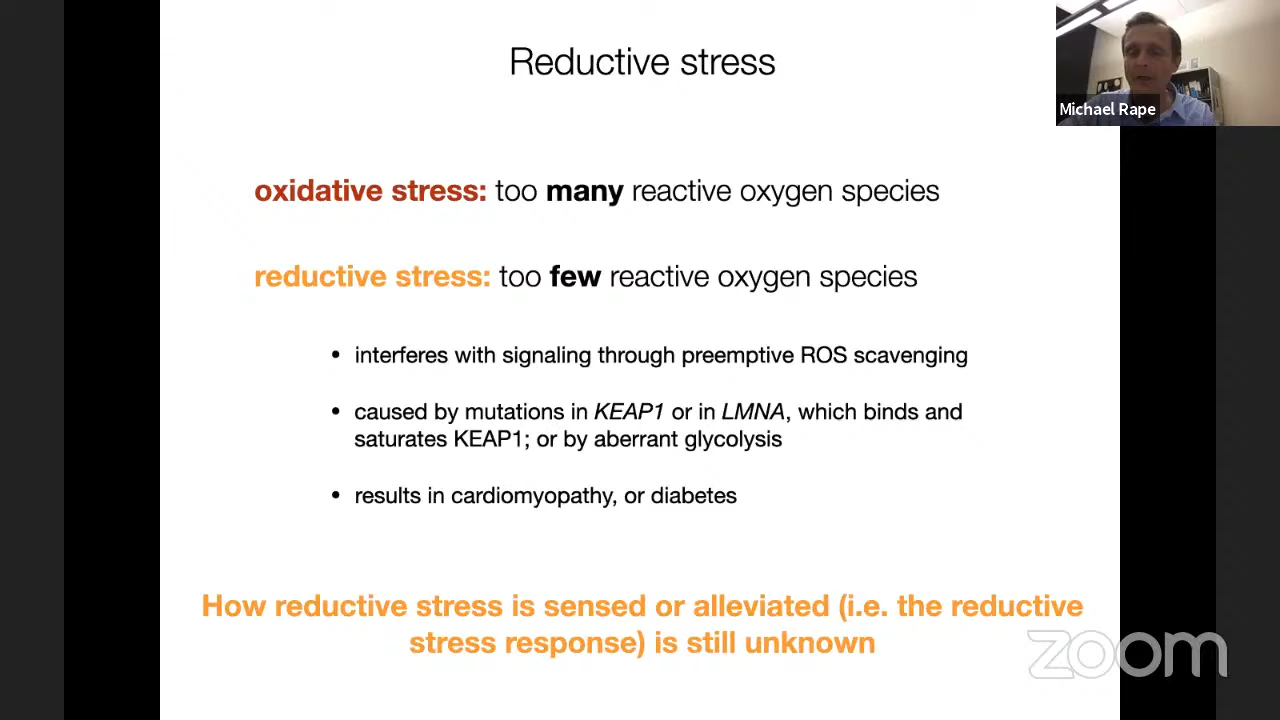 Reductive stress
Michael Rape
oxidative stress: too many reactive oxygen species
reductive stress: too few reactive oxygen species
• interferes with signaling through preemptive ROS scavenging
• caused by mutations in KEAP1 or in LMNA, which binds and
saturates KEAP1; or by aberrant glycolysis
• results in cardiomyopathy, or diabetes
How reductive stress is sensed or alleviated (i.e. the reductive
stress response) is still unknown
zoom